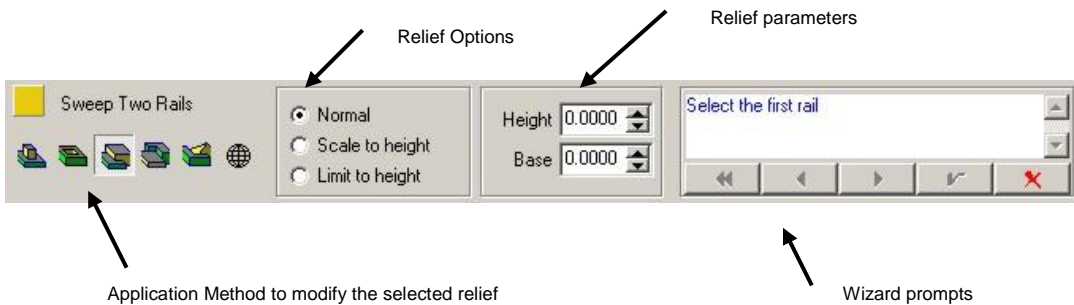 Relief parameters
Relief Options
Sweep Two Rails
Normal
Scale to height
Limit to height
Height 0.0000
Base 0.0000
Select the first rail
Application Method to modify the selected relief
Wizard prompts